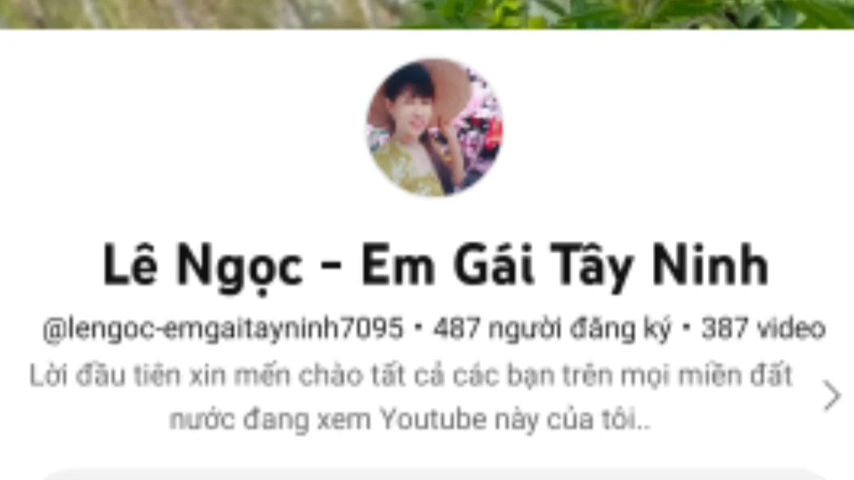 Lê Ngọc - Em Gái Tây Ninh
@lengoc-emgaitayninh7095 • 487 người đăng ký • 387 video
Lời đầu tiên xin mến chào tất cả các bạn trên mọi miền đất
nước đang xem Youtube này của tôi..